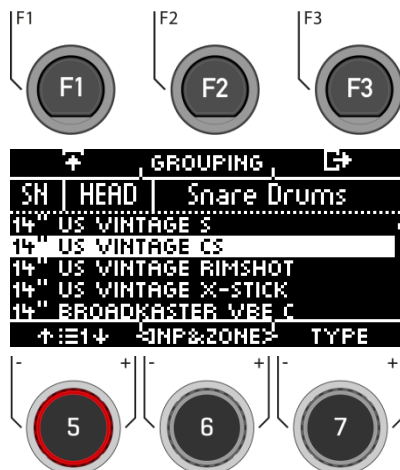 F1 F2 F3
F1 F2 F3
GROUPING
SN HEAD Snare Drums
14" US VINTAGE S
14" US VINTAGE CS
14" US VINTAGE RIMSHOT
14" US VINTAGE X-STICK
14" BROADKASTER VBE C
1 INP&ZONE TYPE
- + - + -
5 6 7